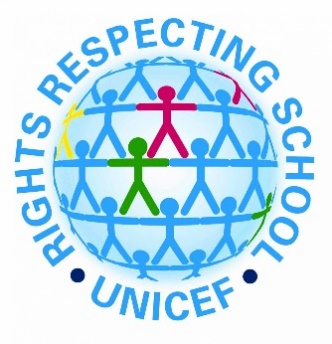 RIGHTS RESPECTING SCHOOL
UNICEF